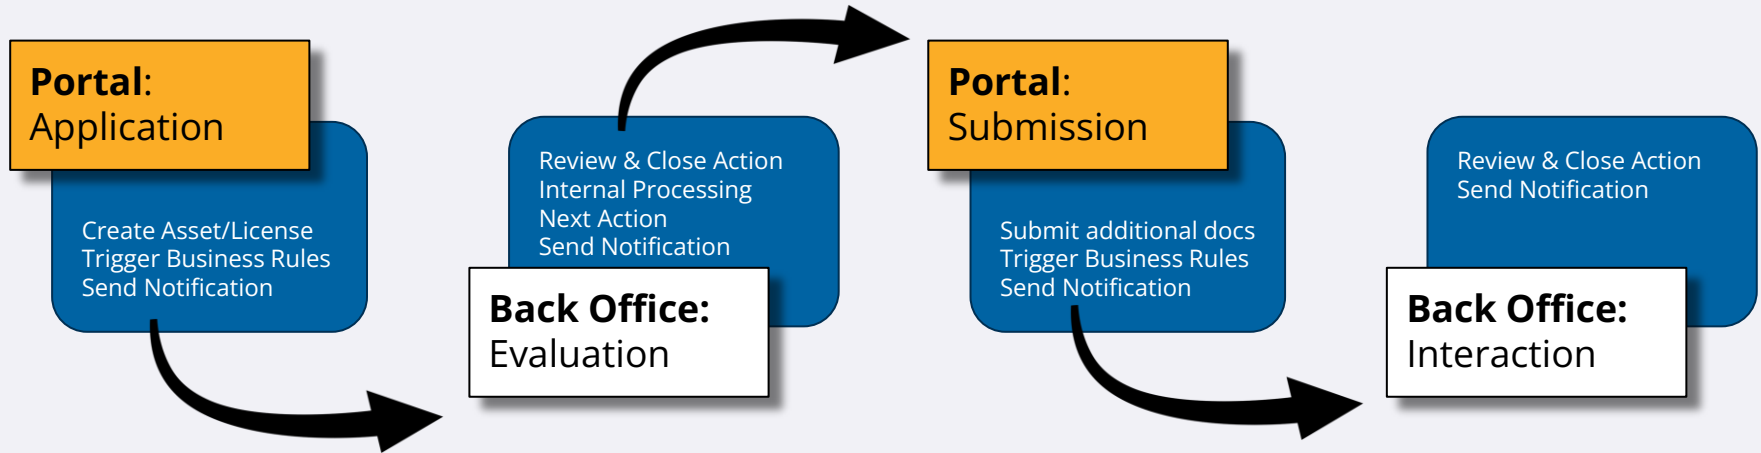 Portal:
Application
Create Asset/License
Trigger Business Rules
Send Notification
Review & Close Action
Internal Processing
Next Action
Send Notification
Back Office:
Evaluation
Portal:
Submission
Submit additional docs
Trigger Business Rules
Send Notification
Review & Close Action
Send Notification
Back Office:
Interaction